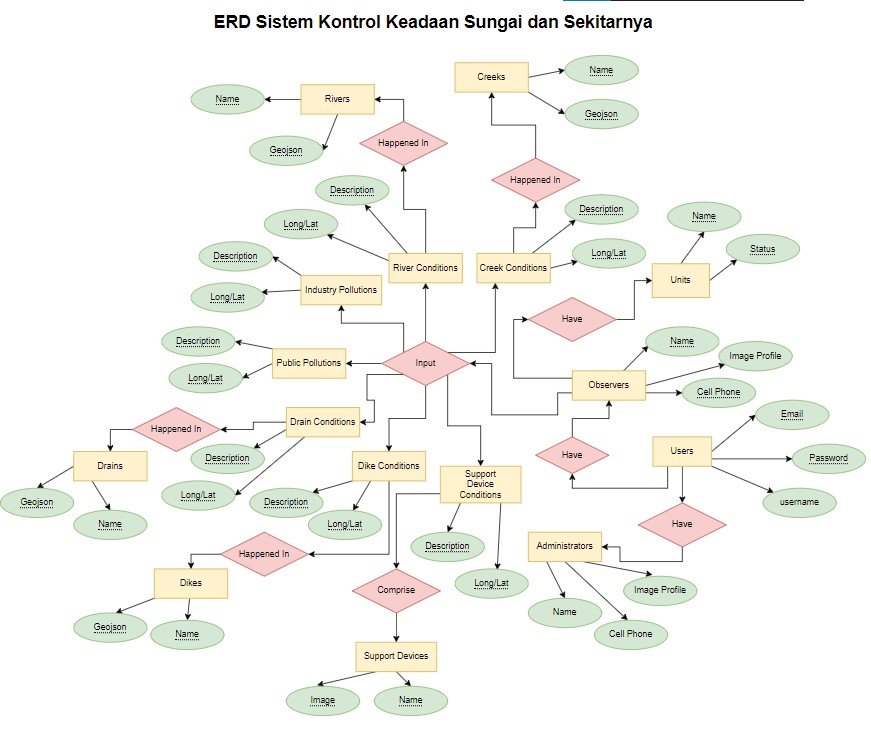 ERD Sistem Kontrol Keadaan Sungai dan Sekitarnya
Creeks
Name
Geojson
Rivers
Name
Geojson
Happened In
Happened In
Description
Long/Lat
River Conditions
Description
Long/Lat
Creek Conditions
Name
Status
Units
Description
Long/Lat
Industry Pollutions
Have
Description
Long/Lat
Public Pollutions
Input
Observers
Name
Image Profile
Cell Phone
Happened In
Drain Conditions
Description
Long/Lat
Drains
Geojson
Name
Dike Conditions
Description
Long/Lat
Support
Device
Conditions
Description
Long/Lat
Have
Users
Email
Password
username
Have
Administrators
Name
Image Profile
Cell Phone
Happened In
Dikes
Geojson
Name
Comprise
Support Devices
Image
Name